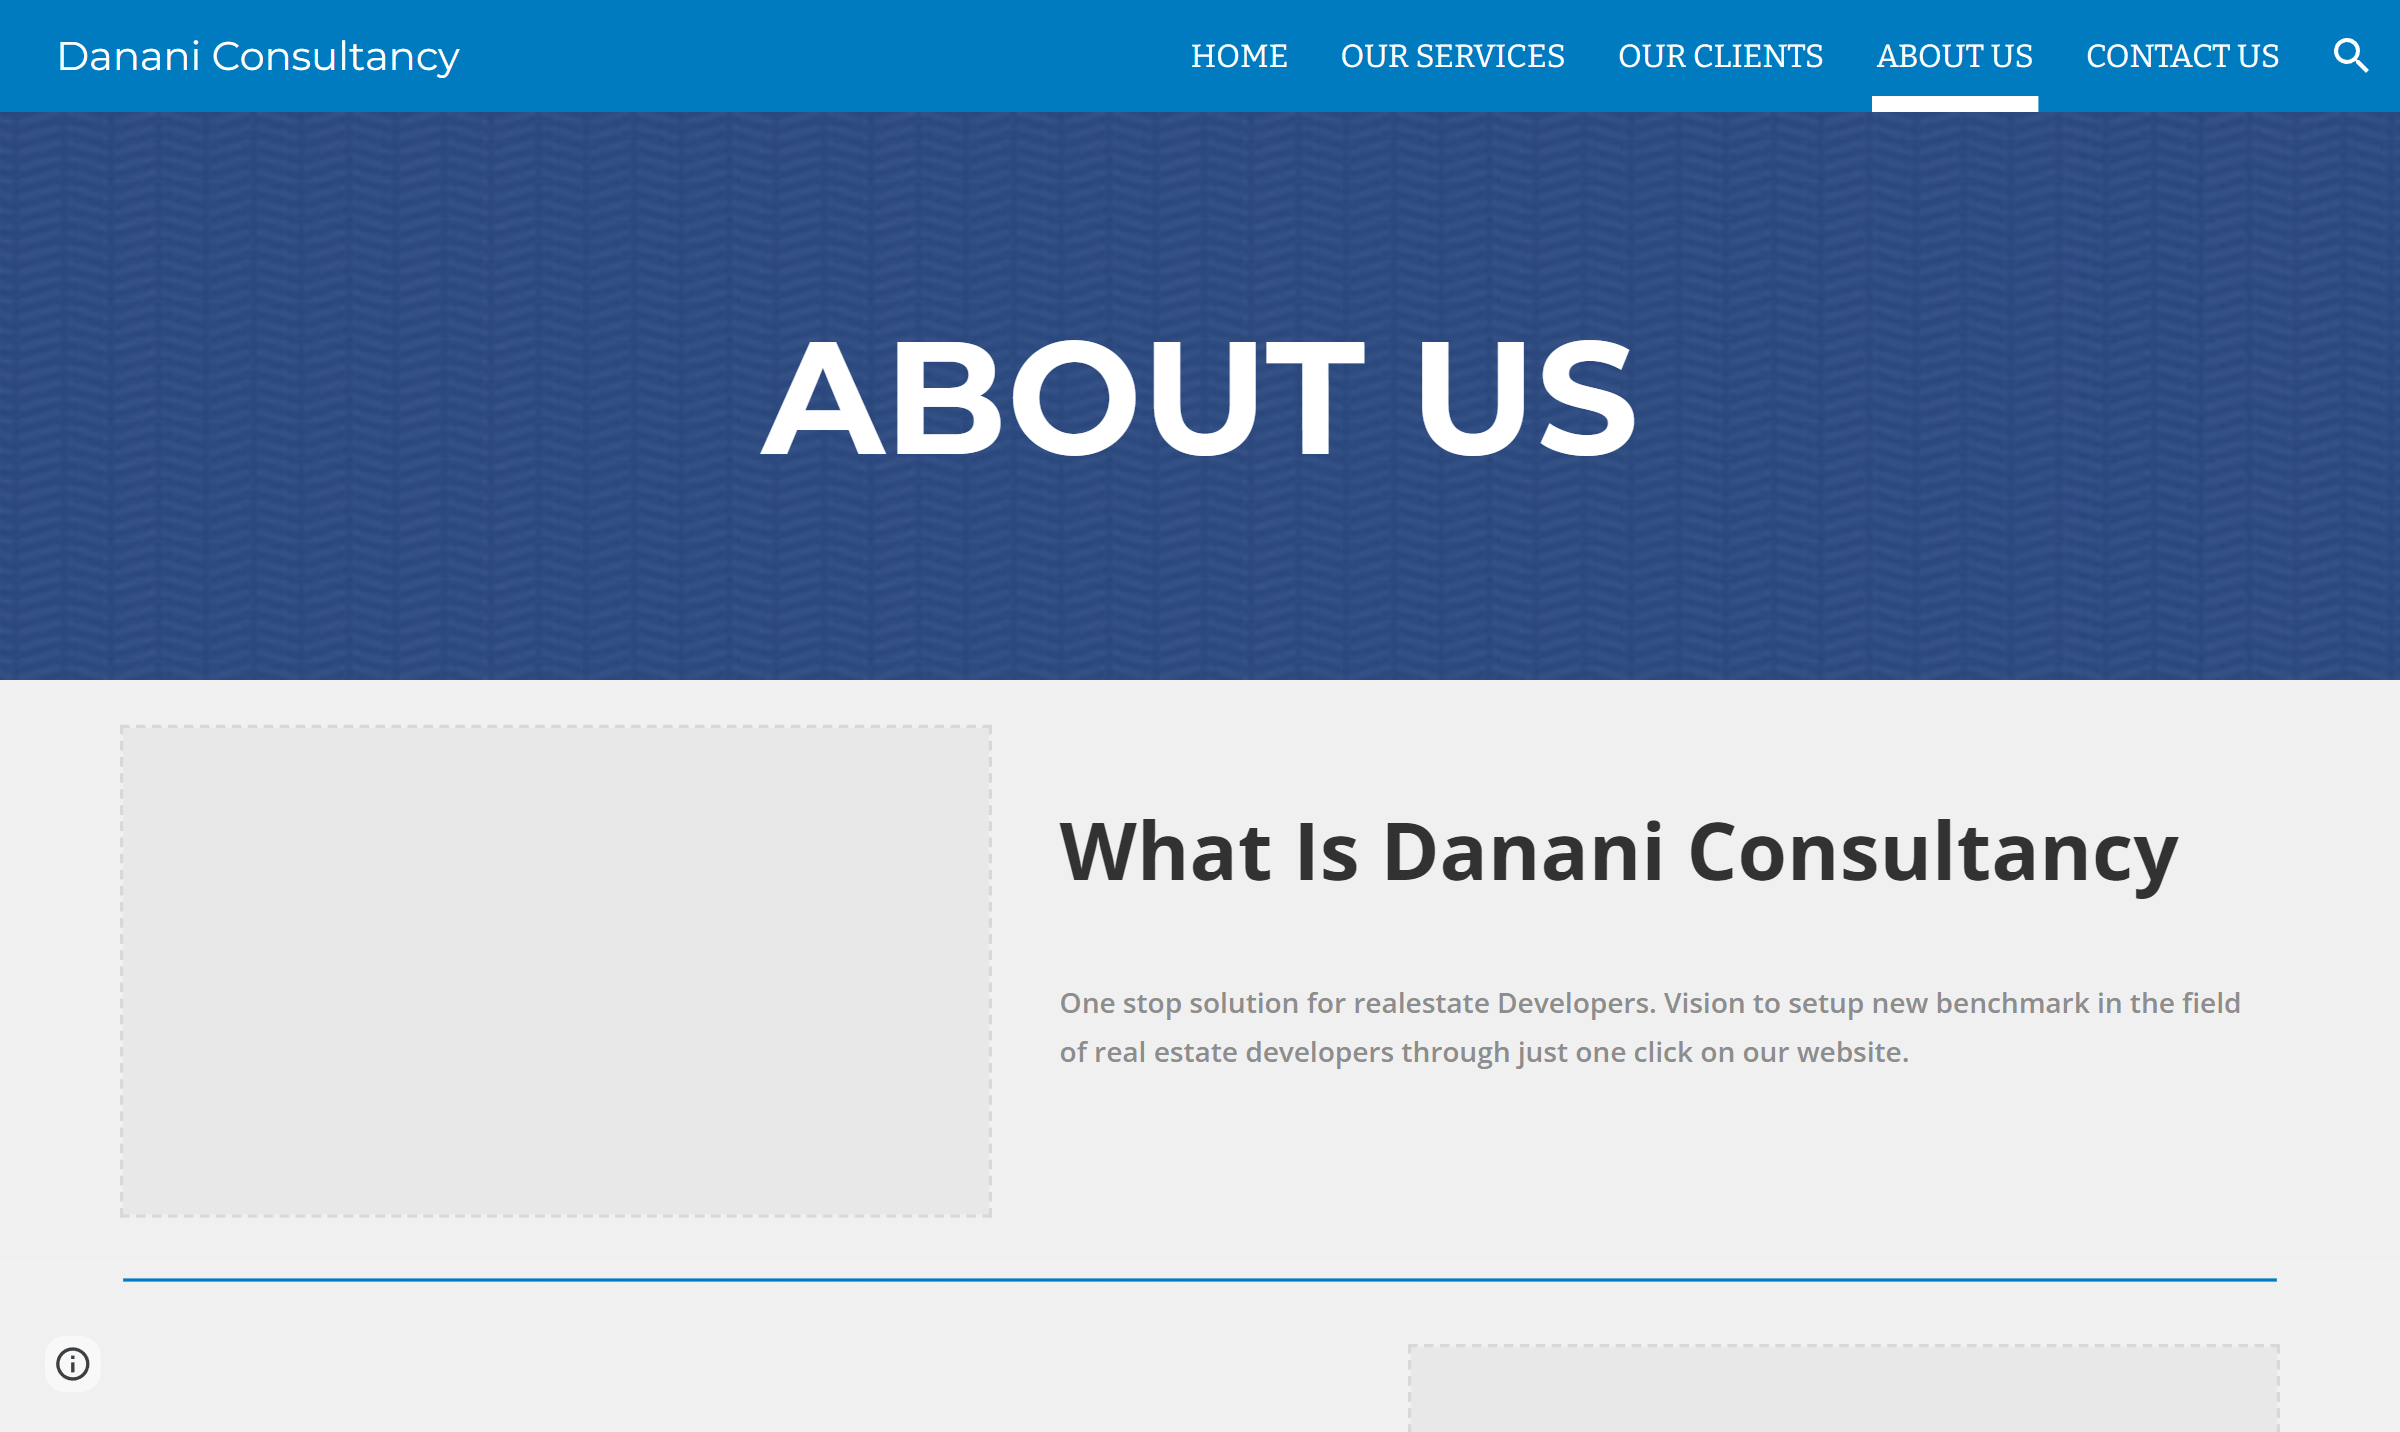 Danani Consultancy
HOME
OUR SERVICES
OUR CLIENTS
ABOUT US
CONTACT US
ABOUT US
What Is Danani Consultancy
One stop solution for realestate Developers. Vision to setup new benchmark in the field
of real estate developers through just one click on our website.